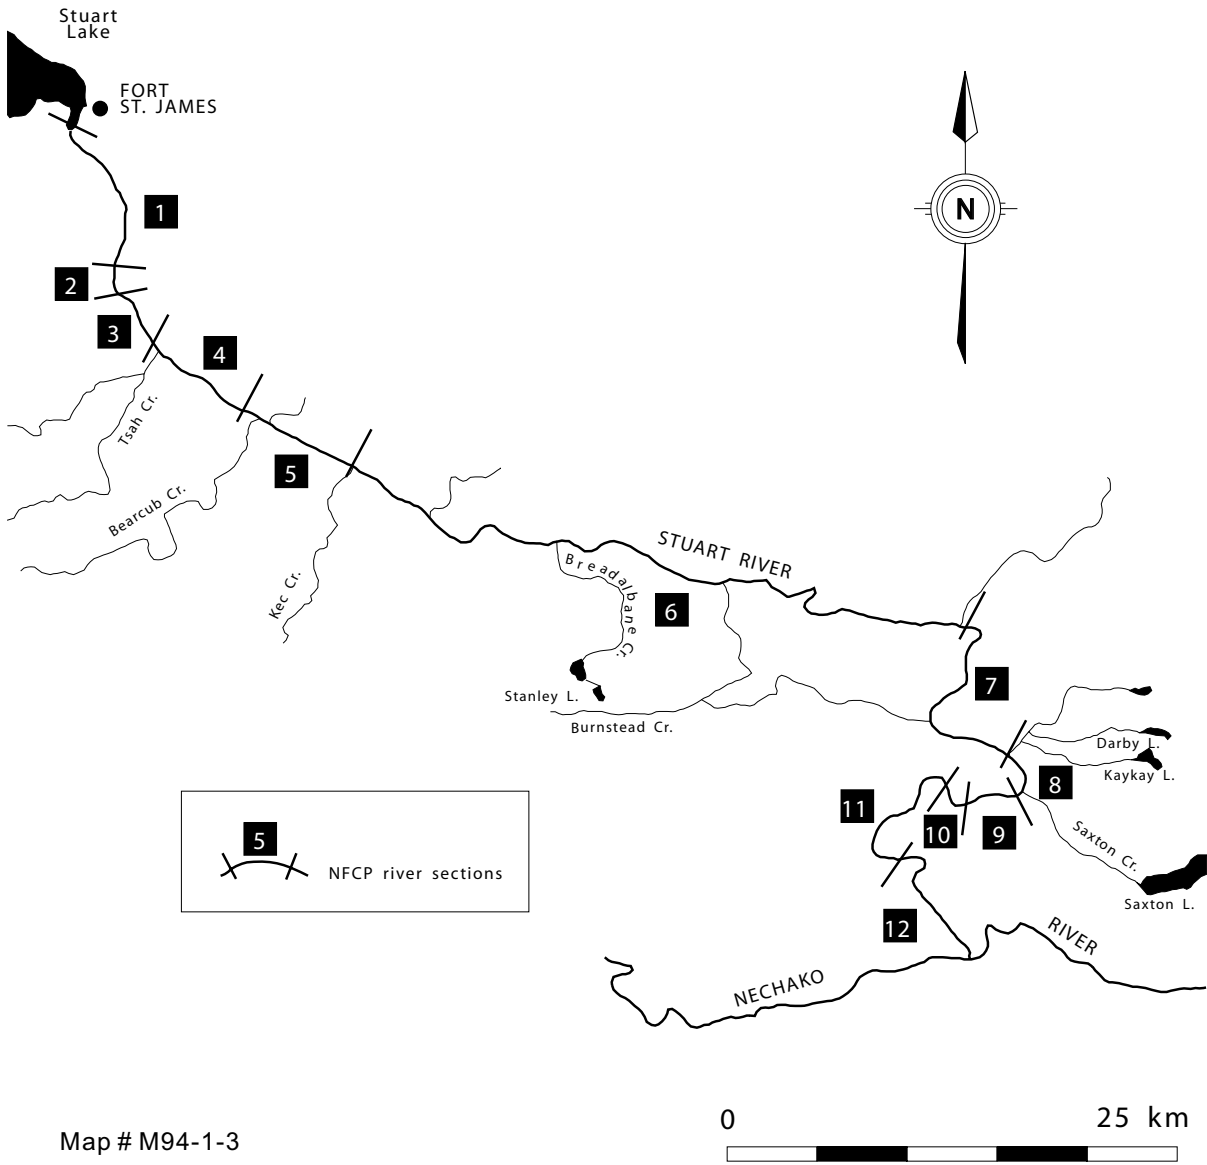 Stuart
Lake
FORT
ST. JAMES
N
1
2
3
4
Tsah Cr.
5
Bearcub Cr.
Kec Cr.
STUART RIVER
Breadalbane Cr.
6
Stanley L.
Burnstead Cr.
7
Darby L.
Kaykay L.
8
11
10
9
Saxton Cr.
Saxton L.
5
NFCP river sections
12
RIVER
NECHAKO
0
25 km
Map # M94-1-3